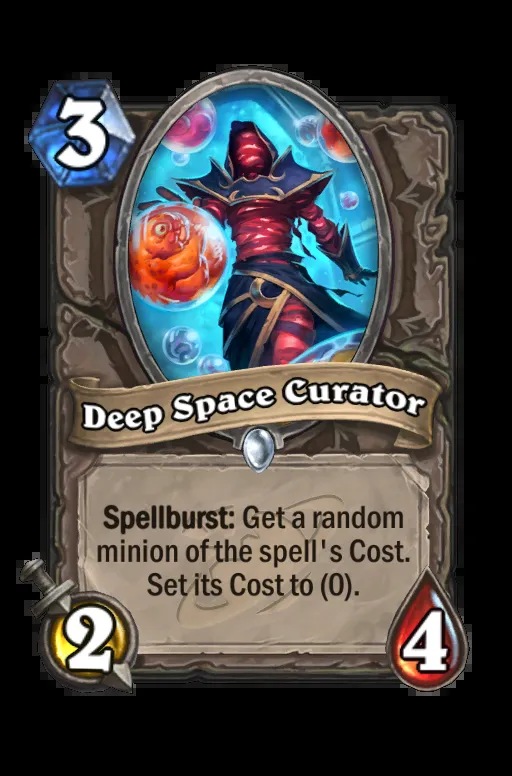 3
Deep Space Curator
Spellburst: Get a random
minion of the spell's Cost.
Set its Cost to (0).
2
4